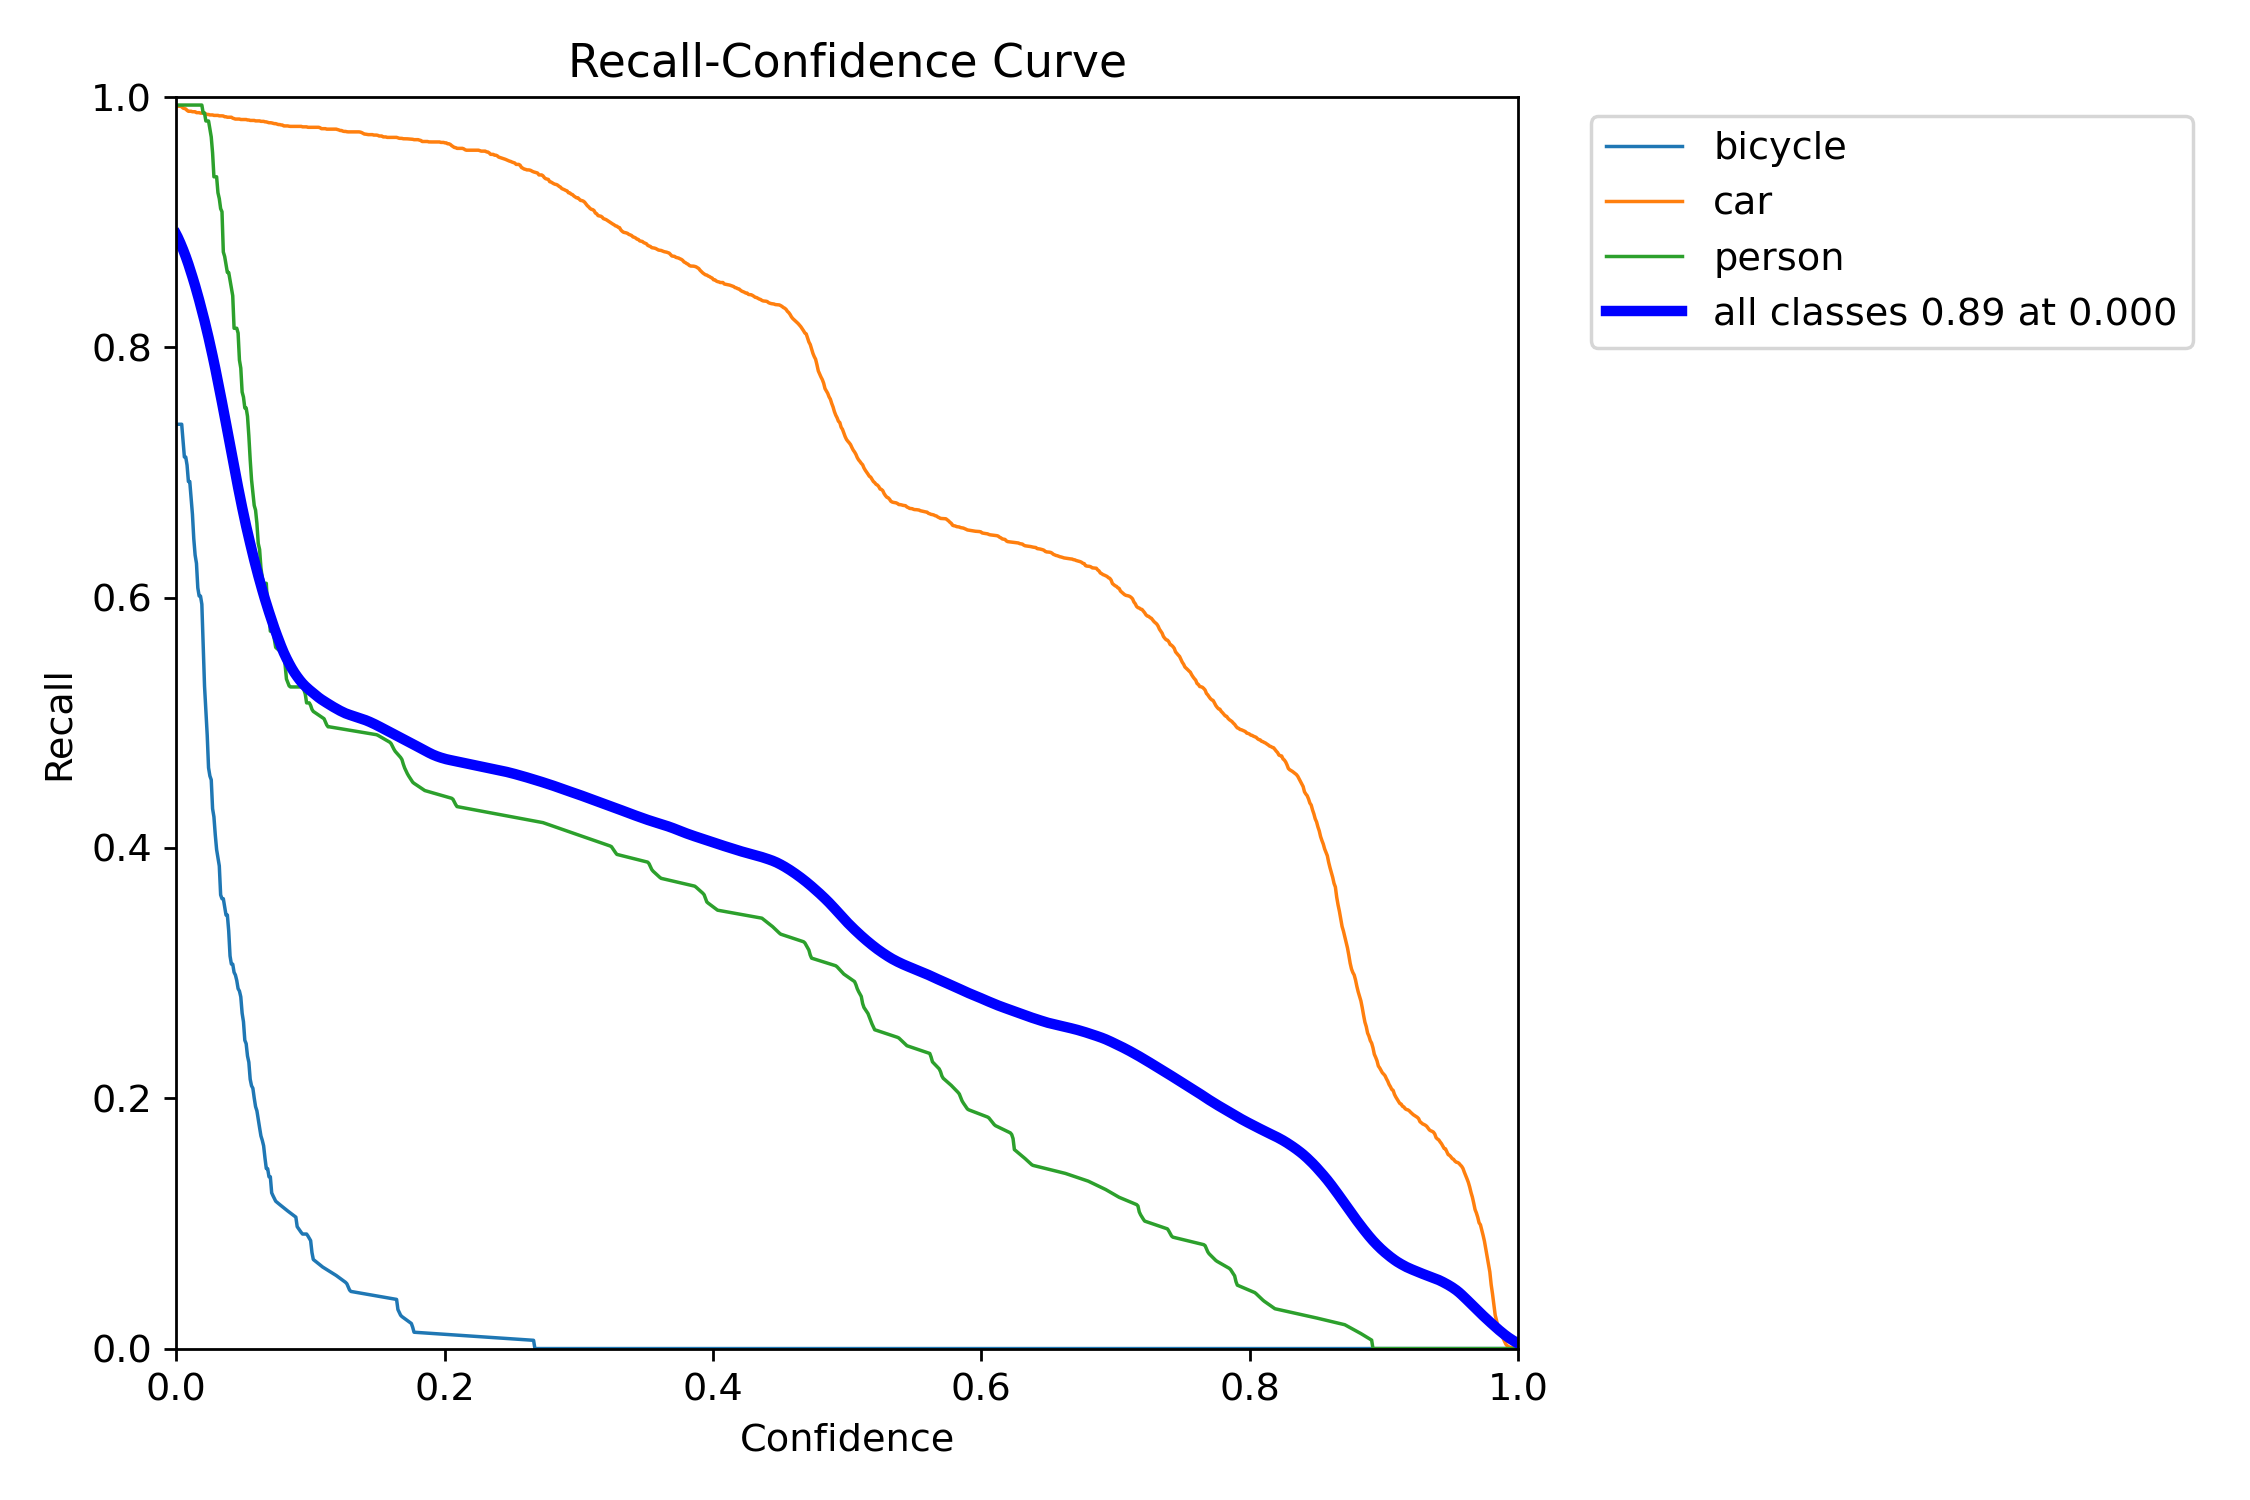 Recall-Confidence Curve
1.0
0.8
0.6
0.4
0.2
0.0
Recall
0.0 0.2 0.4 0.6 0.8 1.0
Confidence
bicycle
car
person
all classes 0.89 at 0.000